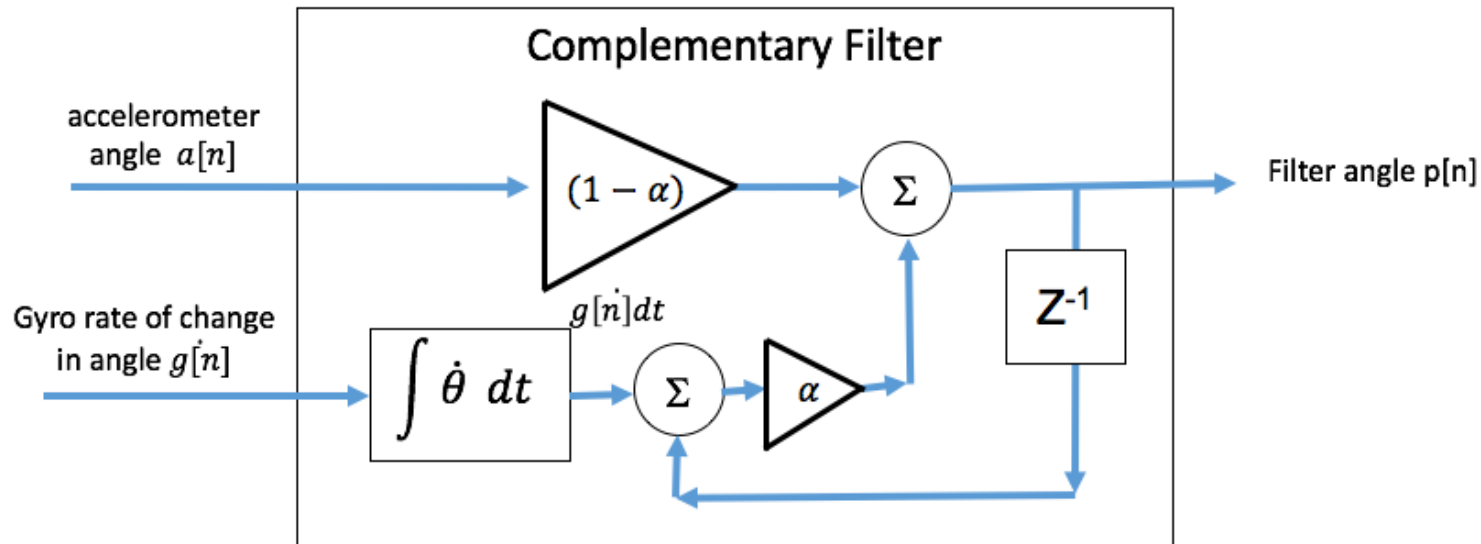 Complementary Filter
accelerometer
angle a[n]
(1 − α)
Σ
Filter angle p[n]
Z⁻¹
Gyro rate of change
in angle g[ṅ]
g[ṅ]dt
∫ θ̇ dt
Σ
α